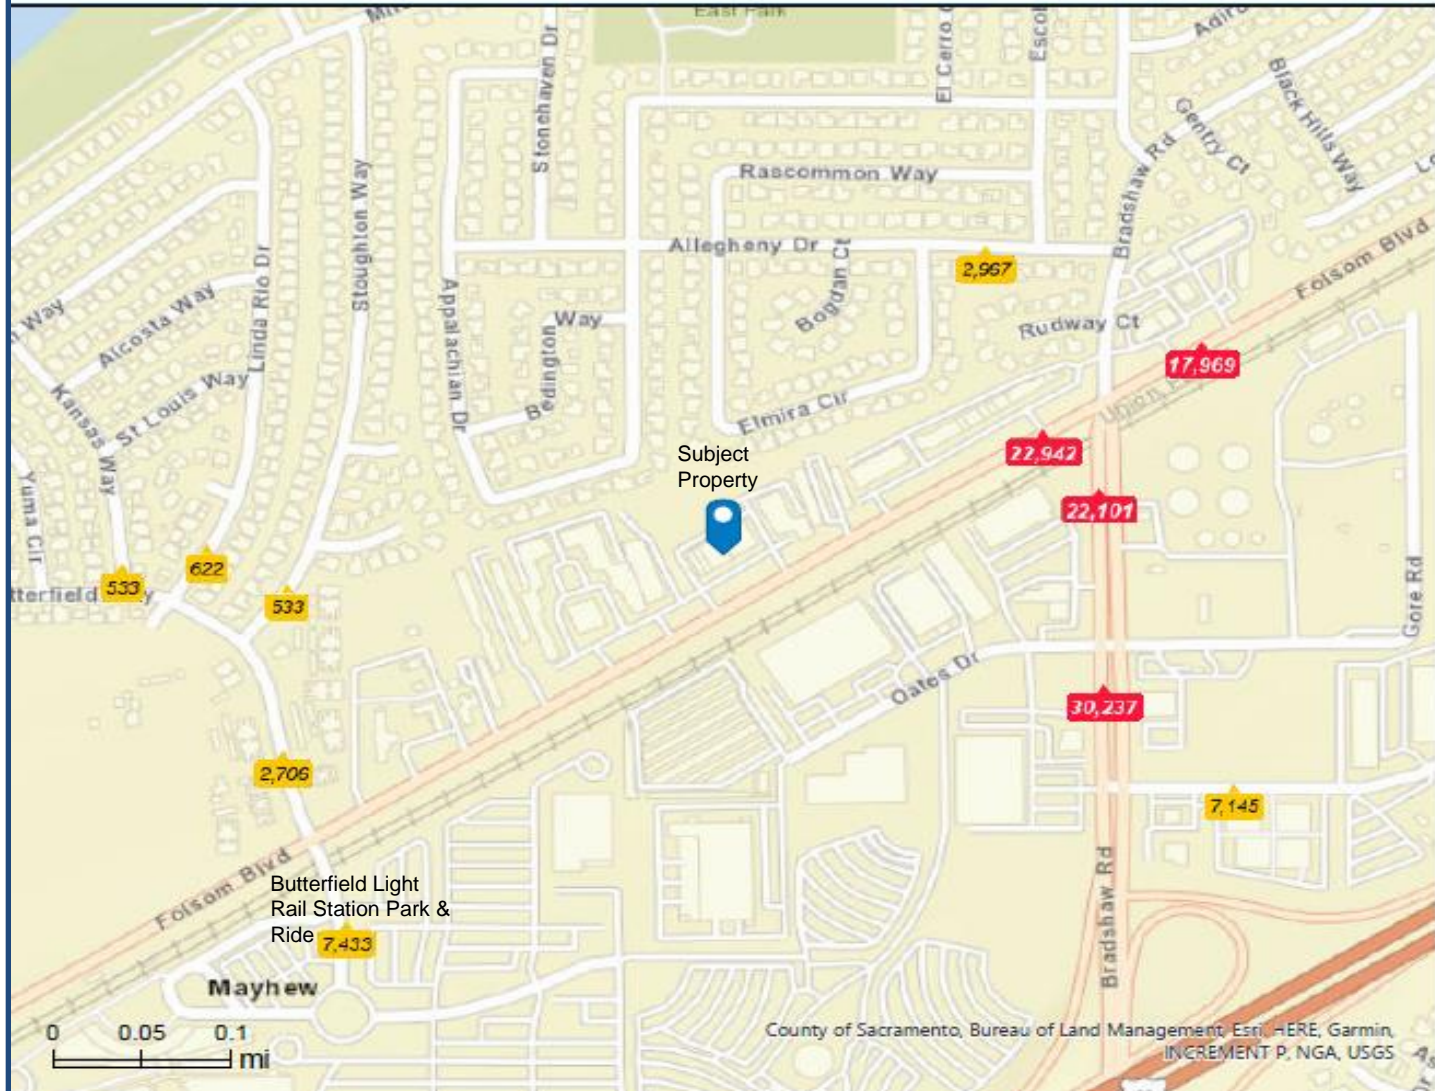 East Park
Stonehaven Dr
Bradshaw Rd
Gentry Ct
Black Hills Way
Rascommon Way
Stoughton Way
Allegheny Dr
Bogdan Ct
2,967
Folsom Blvd
Linda Rio Dr
Alcosta Way
Way
Appalachian Dr
Bedington
Way
Rudway Ct
17,969
St Louis Way
Kansas Way
Elmira Cir
Union
22,942
Subject
Property
Yuma Cir
22,101
622
533
533
Gore Rd
Oates Dr
30,237
2,706
7,145
Folsom Blvd
Butterfield Light
Rail Station Park &
Ride
7,433
Bradshaw Rd
Mayhew
0 0.05 0.1
mi
County of Sacramento, Bureau of Land Management, Esri, HERE, Garmin,
INCREMENT P, NGA, USGS